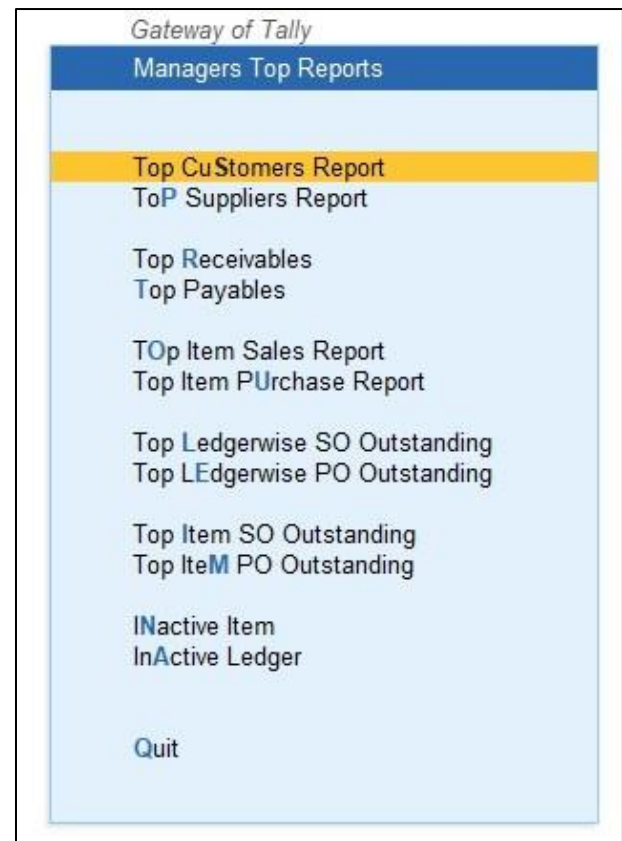 Gateway of Tally
Managers Top Reports
Top CuStomers Report
ToP Suppliers Report
Top Receivables
Top Payables
TOp Item Sales Report
Top Item PUrchase Report
Top Ledgerwise SO Outstanding
Top LEdgerwise PO Outstanding
Top Item SO Outstanding
Top IteM PO Outstanding
INactive Item
InActive Ledger
Quit